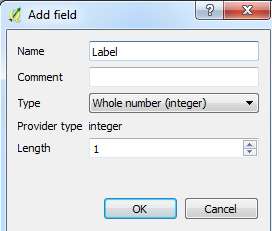 Add field
Name Label
Comment
Type Whole number (integer)
Provider type integer
Length 1
OK Cancel